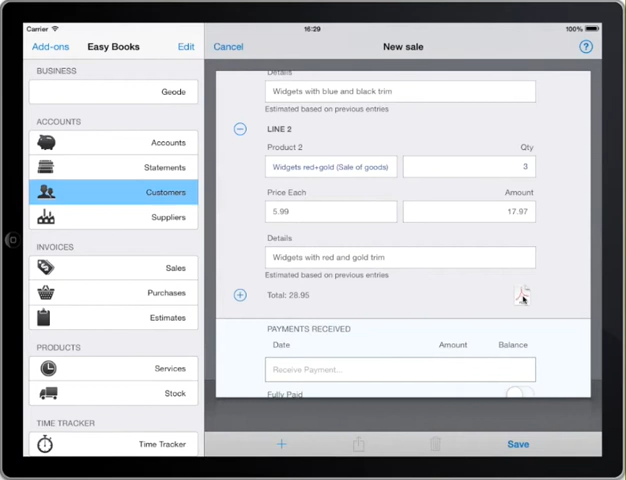 Carrier 16:29 100%
Add-ons Easy Books Edit Cancel New sale ?
BUSINESS
Geode
ACCOUNTS
Accounts
Statements
Customers
Suppliers
INVOICES
Sales
Purchases
Estimates
PRODUCTS
Services
Stock
TIME TRACKER
Time Tracker
Details
Widgets with blue and black trim
Estimated based on previous entries
LINE 2
Product 2 Qty
Widgets red+gold (Sale of goods) 3
Price Each Amount
5.99 17.97
Details
Widgets with red and gold trim
Estimated based on previous entries
Total: 28.95
PAYMENTS RECEIVED
Date Amount Balance
Receive Payment...
Fully Paid
Save